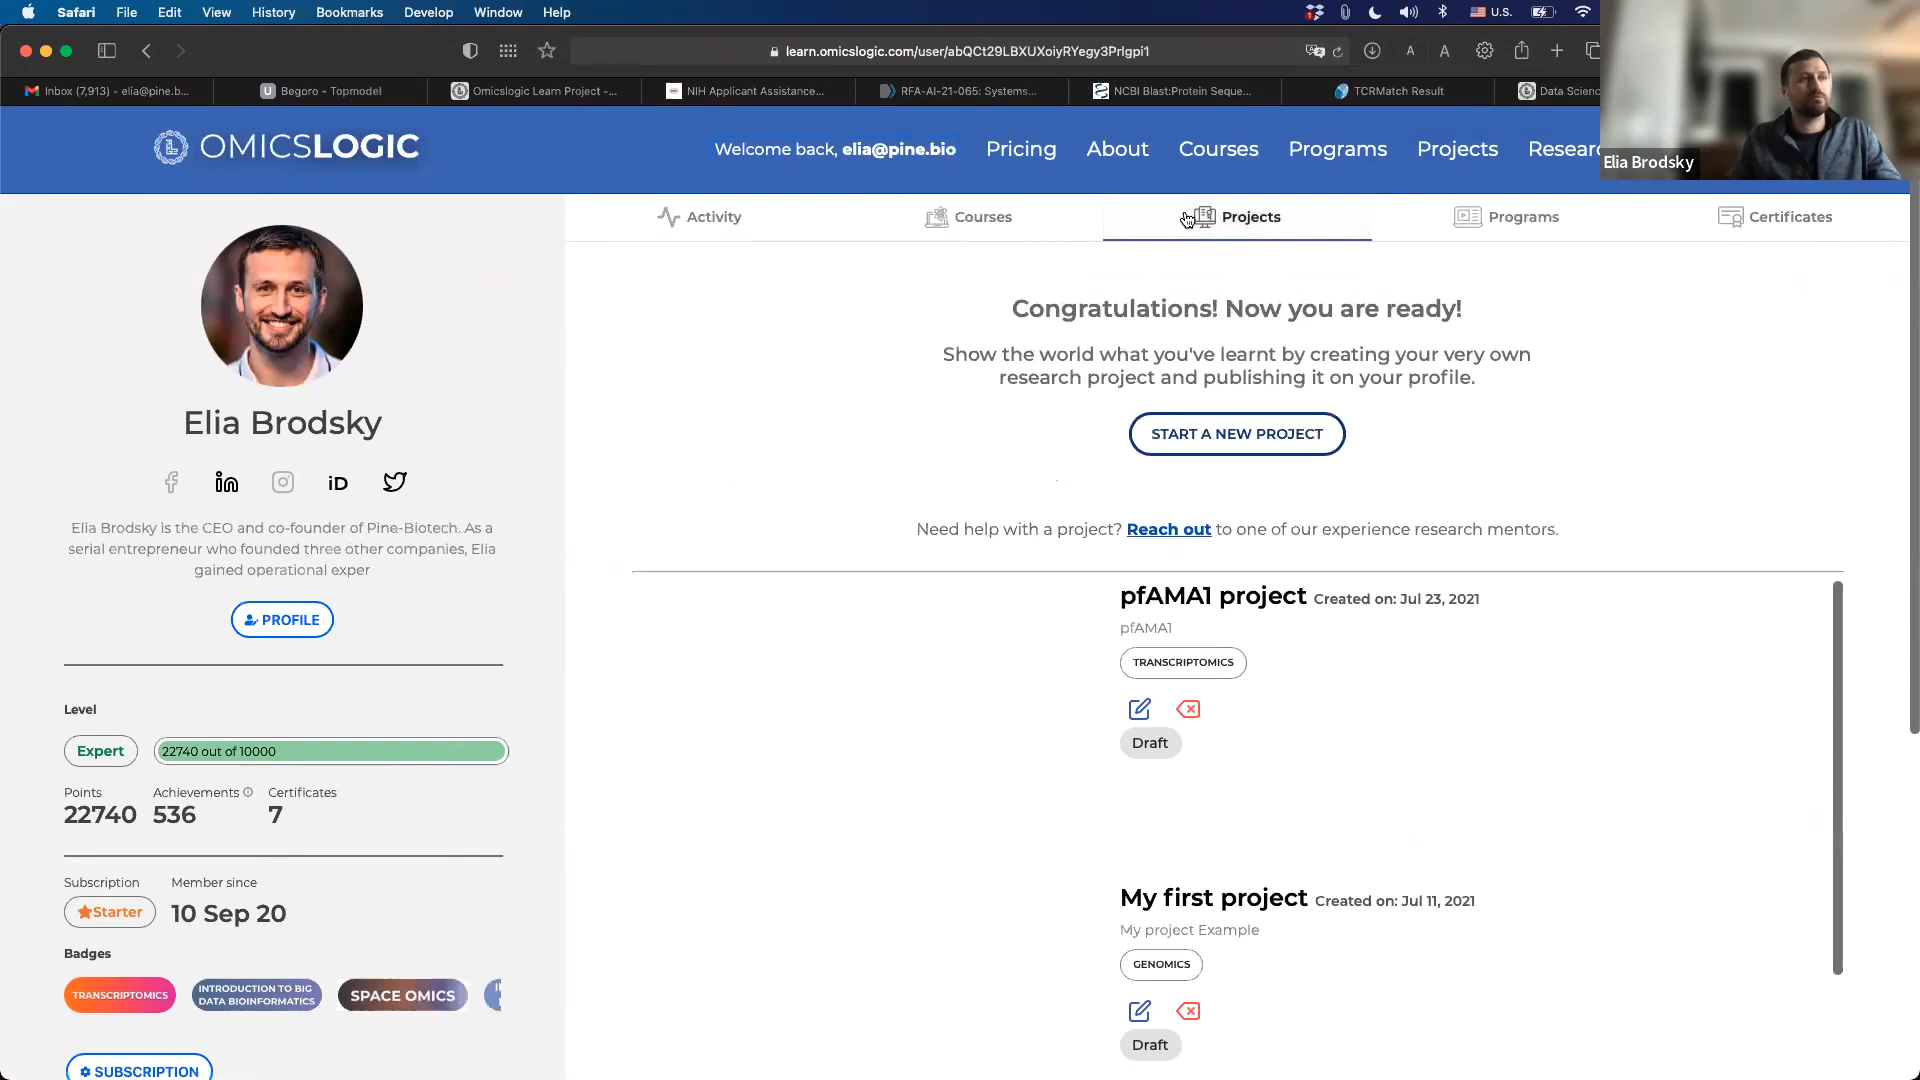 Safari File Edit View History Bookmarks Develop Window Help
1 U.S.
learn.omicslogic.com/user/abQCt29LBXUXoiyRYegy3PrIgpi1
A A
Inbox (7,913) – elia@pine.b...
U Begoro - Topmodel
Omicslogic Learn Project -...
NIH Applicant Assistance...
RFA-AI-21-065: Systems...
NCBI Blast:Protein Seque...
TCRMatch Result
Data Scienc
Elia Brodsky
OMICSLOGIC
Welcome back, elia@pine.bio Pricing About Courses Programs Projects Researc
Activity Courses Projects Programs Certificates
Elia Brodsky
in iD
Elia Brodsky is the CEO and co-founder of Pine-Biotech. As a
serial entrepreneur who founded three other companies, Elia
gained operational exper
PROFILE
Level
Expert 22740 out of 10000
Points Achievements Certificates
22740 536 7
Subscription Member since
Starter 10 Sep 20
Badges
TRANSCRIPTOMICS
INTRODUCTION TO BIG
DATA BIOINFORMATICS
SPACE OMICS
SUBSCRIPTION
Congratulations! Now you are ready!
Show the world what you've learnt by creating your very own
research project and publishing it on your profile.
START A NEW PROJECT
Need help with a project? Reach out to one of our experience research mentors.
pfAMA1 project Created on: Jul 23, 2021
pfAMA1
TRANSCRIPTOMICS
Draft
My first project Created on: Jul 11, 2021
My project Example
GENOMICS
Draft